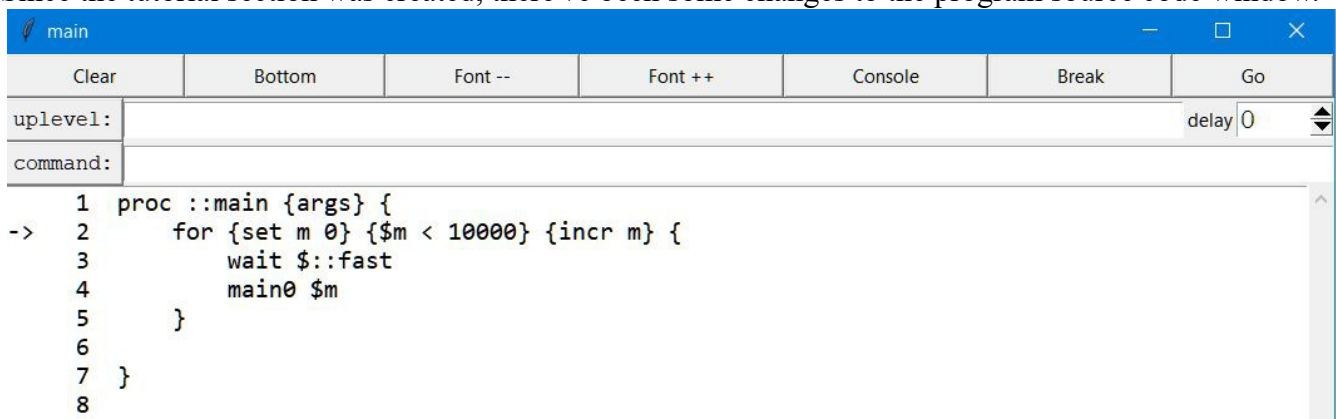 Since the tutorial section was created, there've been some changes to the program source code window.
main
Clear Bottom Font -- Font ++ Console Break Go
uplevel: delay 0
command:
1 proc ::main {args} {
-> 2     for {set m 0} {$m < 10000} {incr m} {
3         wait $::fast
4         main0 $m
5     }
6
7 }
8